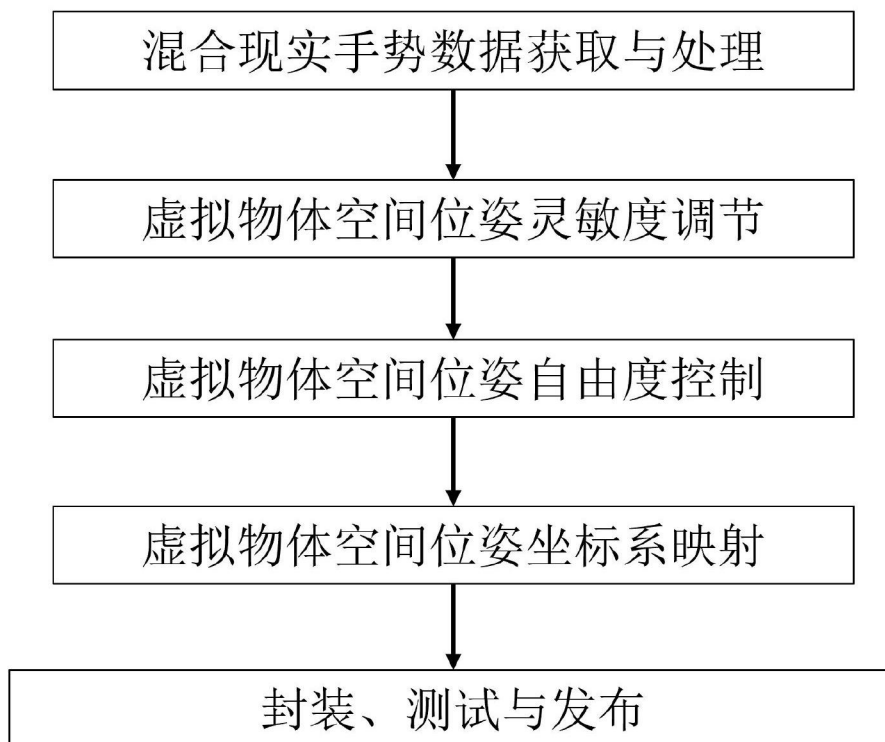 混合现实手势数据获取与处理
虚拟物体空间位姿灵敏度调节
虚拟物体空间位姿自由度控制
虚拟物体空间位姿坐标系映射
封装、测试与发布